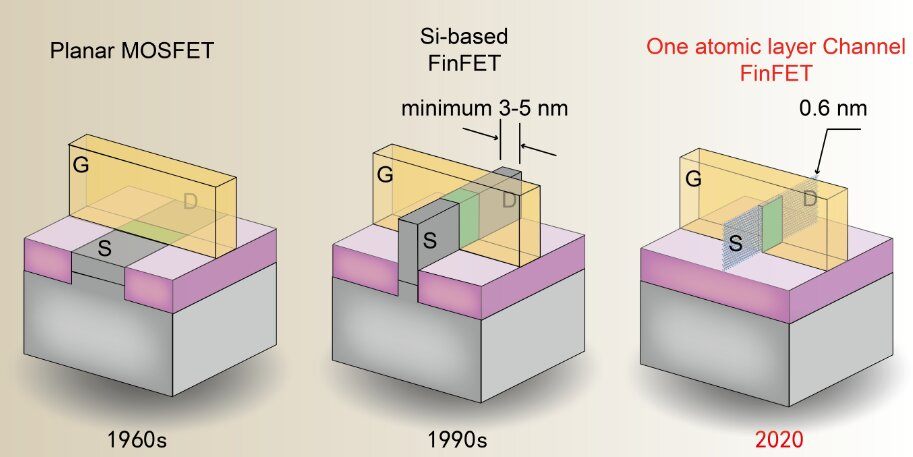 Planar MOSFET
Si-based
FinFET
One atomic layer Channel
FinFET
minimum 3-5 nm
0.6 nm
G
D
S
G
D
S
G
D
S
1960s
1990s
2020